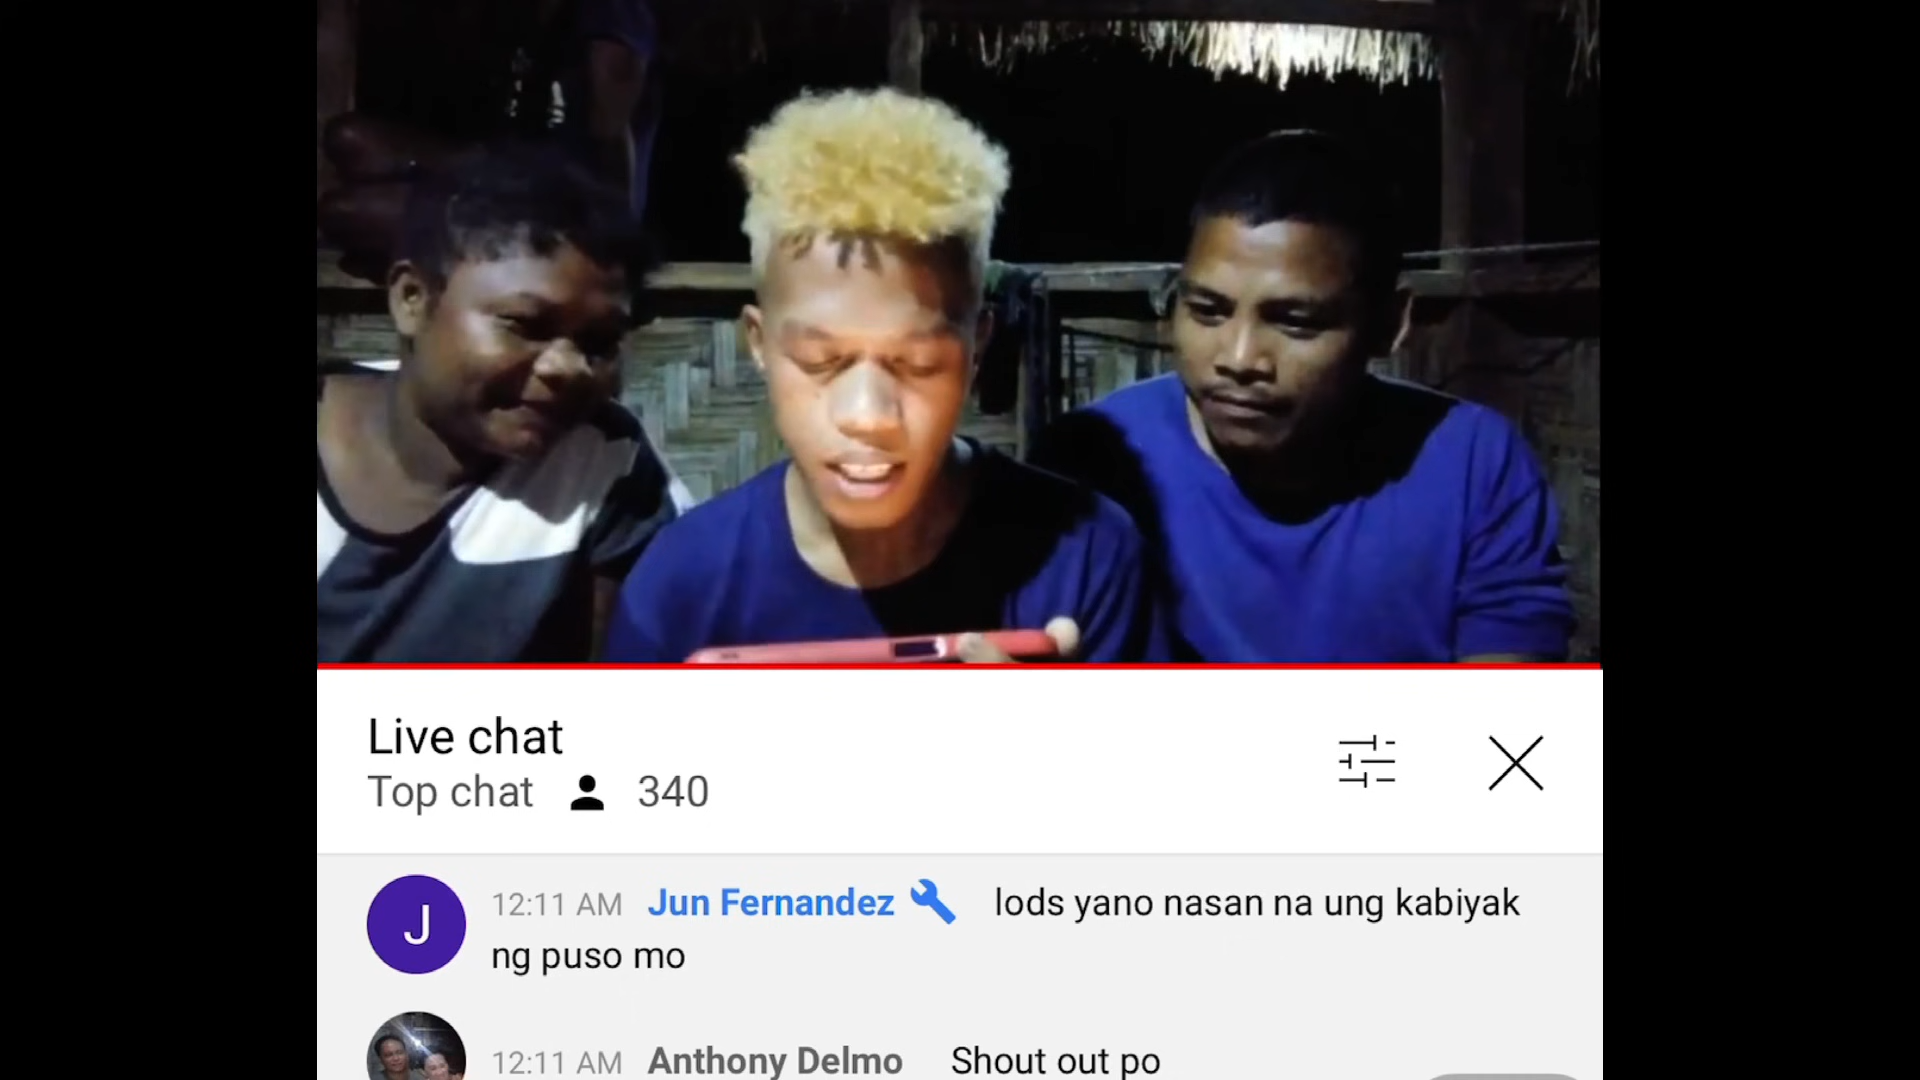 Live chat
Top chat 340
J 12:11 AM Jun Fernandez lods yano nasan na ung kabiyak
ng puso mo
12:11 AM Anthony Delmo Shout out po